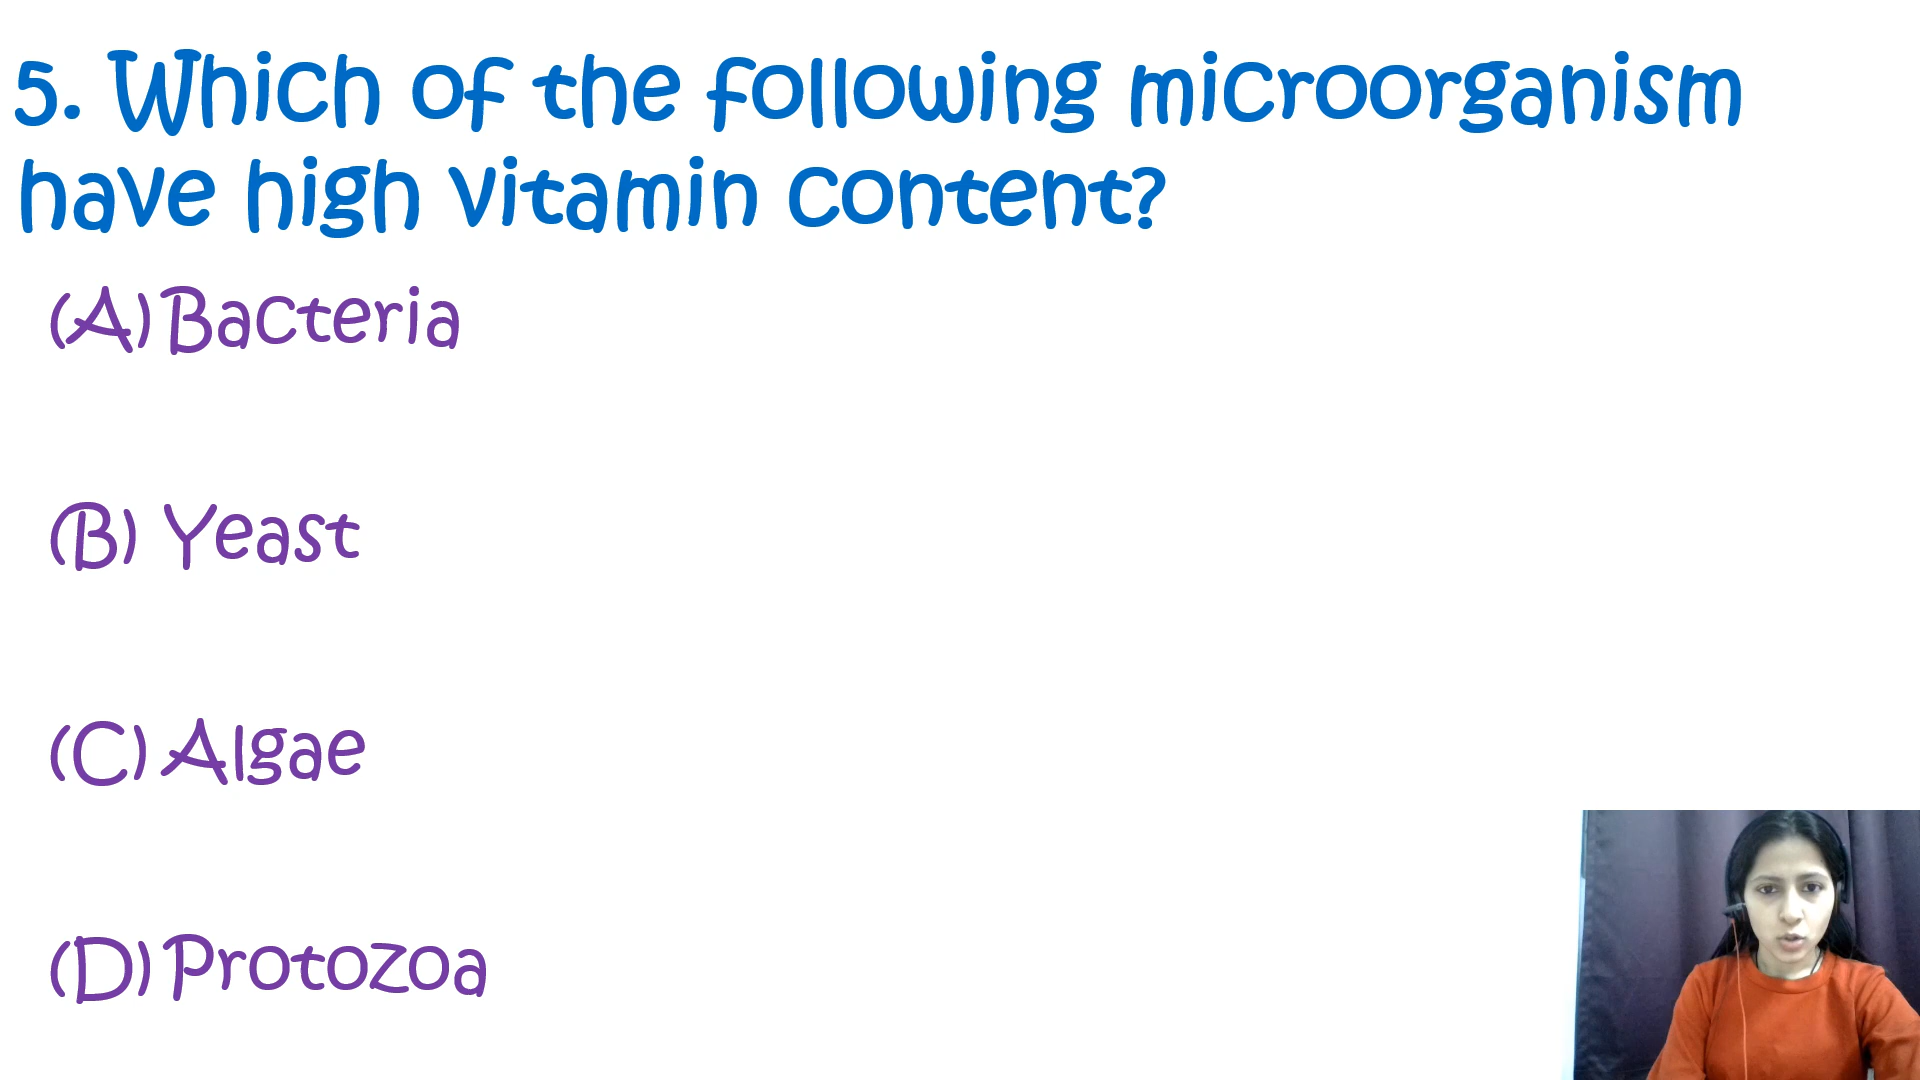 5. Which of the following microorganism
have high vitamin content?
(A) Bacteria
(B) Yeast
(C) Algae
(D) Protozoa